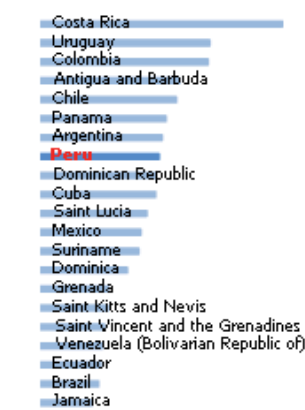 Costa Rica
Uruguay
Colombia
Antigua and Barbuda
Chile
Panama
Argentina
Peru
Dominican Republic
Cuba
Saint Lucia
Mexico
Suriname
Dominica
Grenada
Saint Kitts and Nevis
Saint Vincent and the Grenadines
Venezuela (Bolivarian Republic of)
Ecuador
Brazil
Jamaica